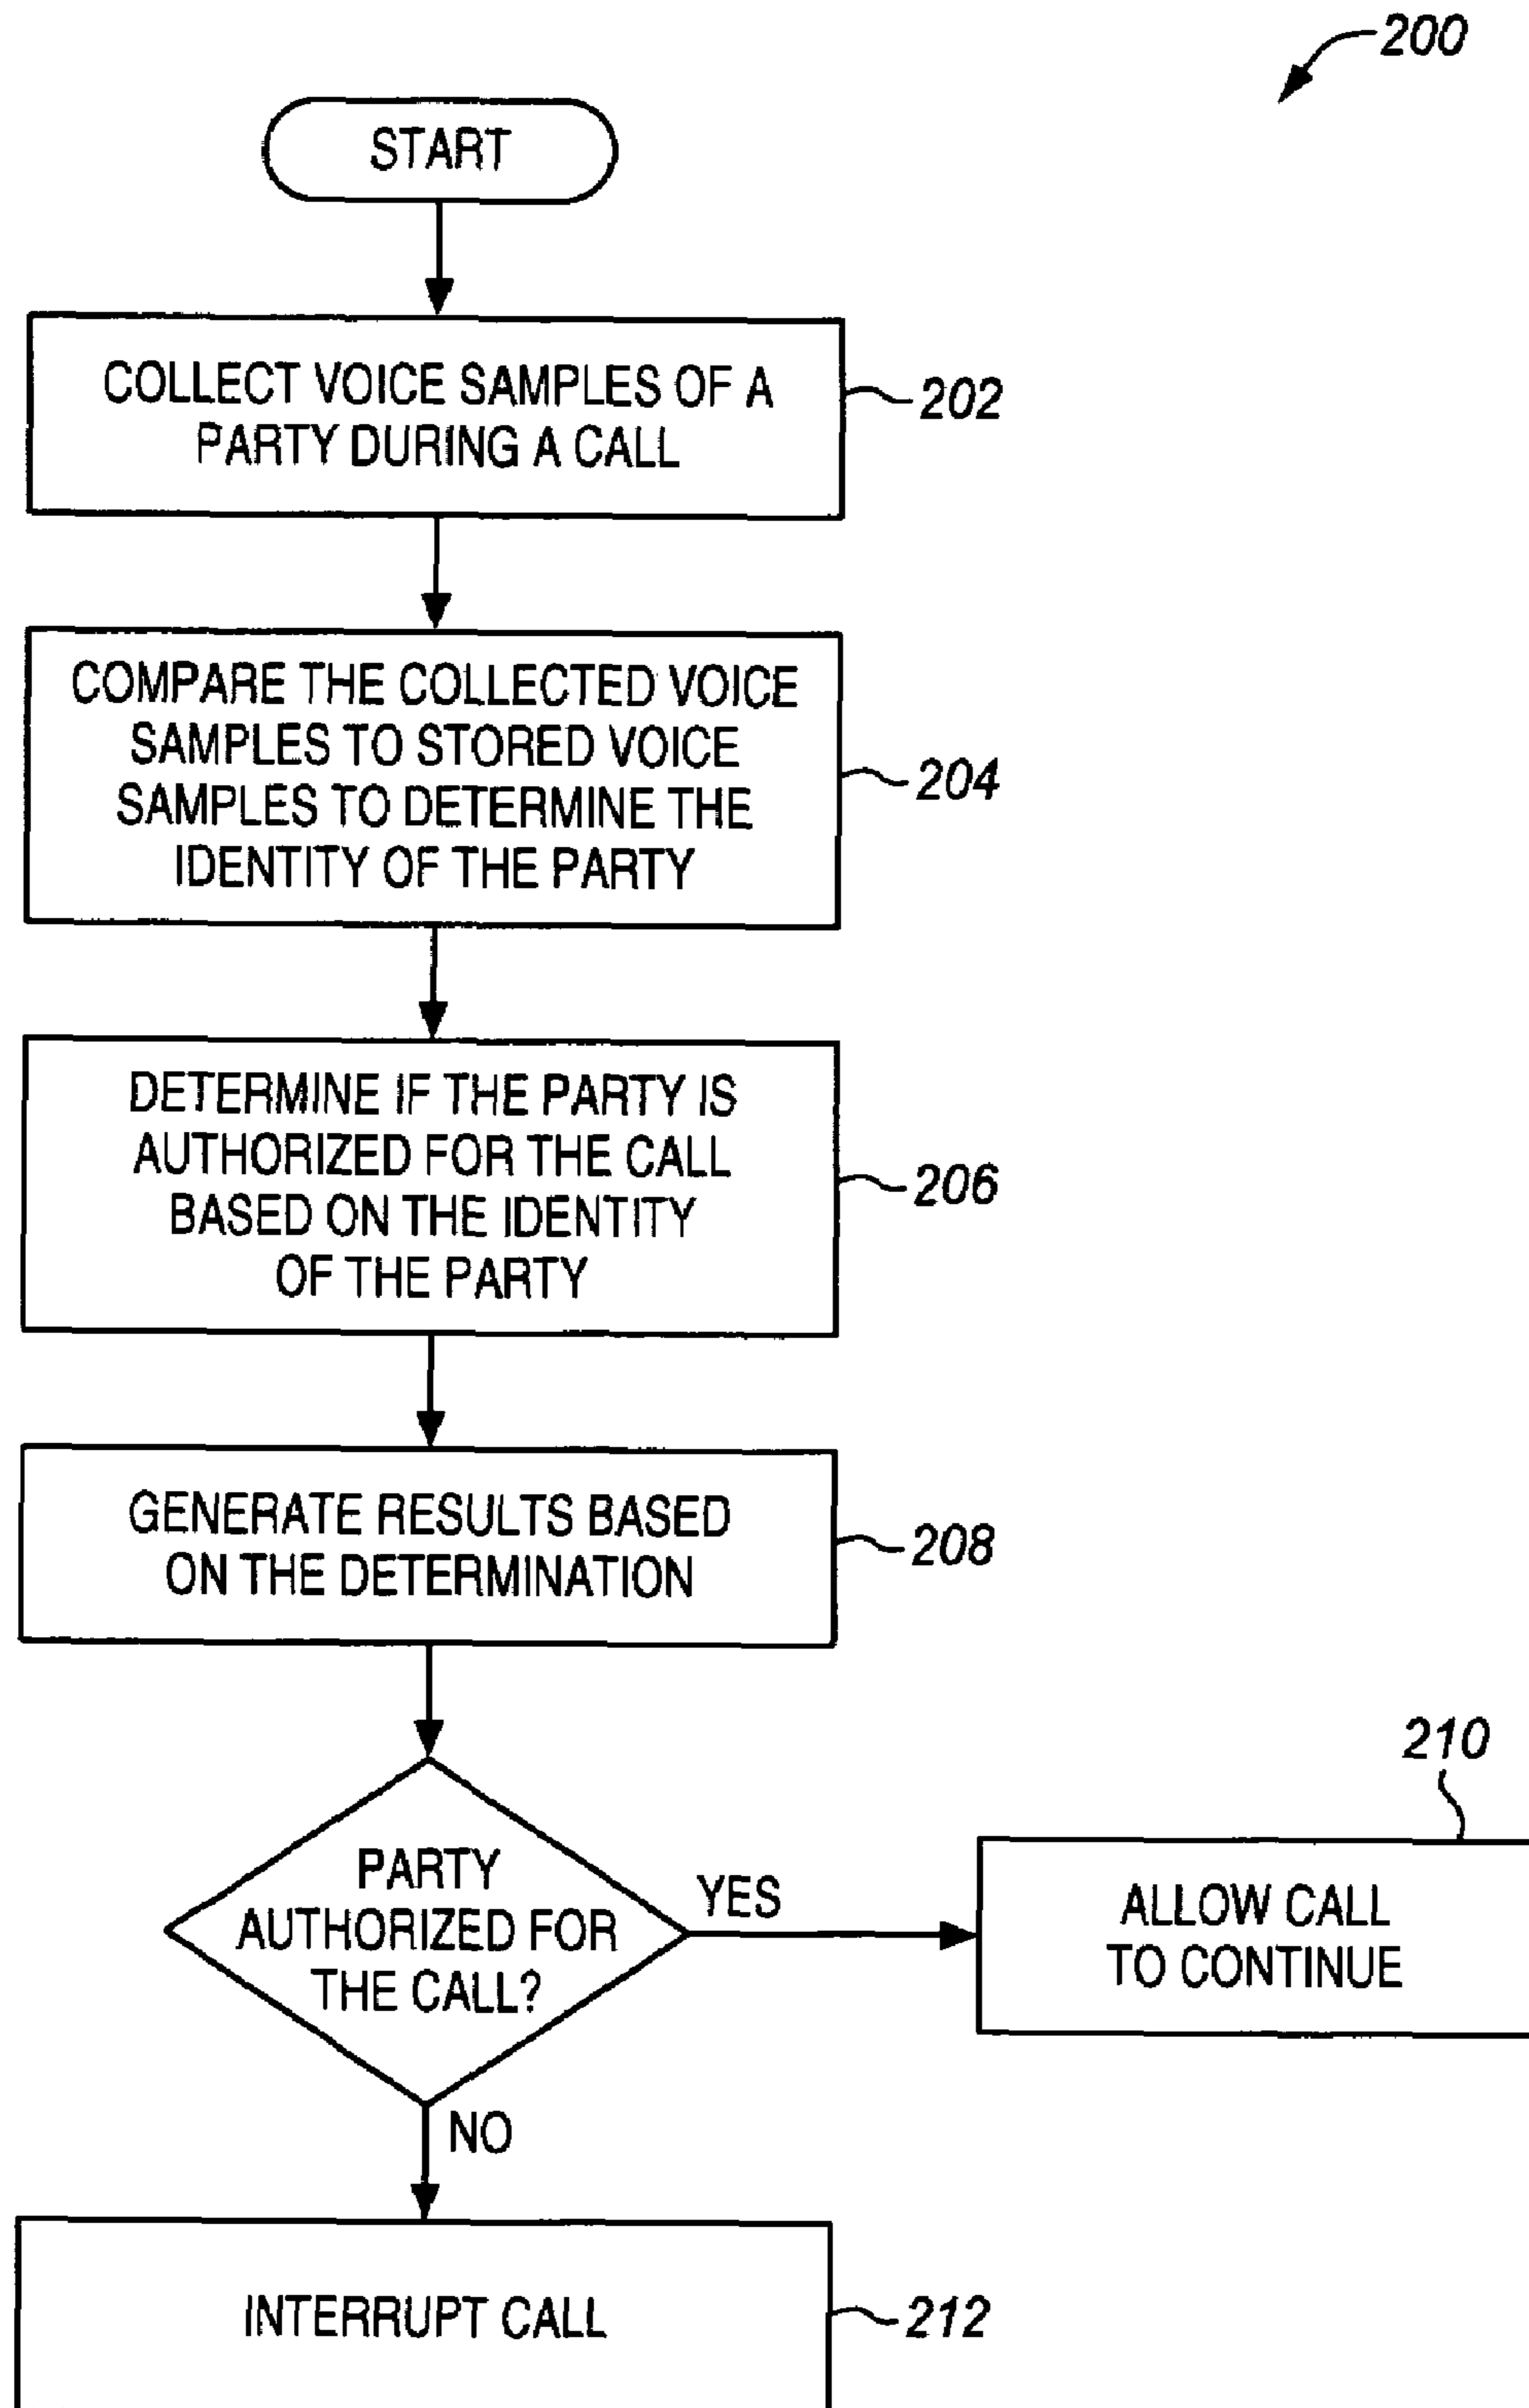 200
START
COLLECT VOICE SAMPLES OF A
PARTY DURING A CALL
202
COMPARE THE COLLECTED VOICE
SAMPLES TO STORED VOICE
SAMPLES TO DETERMINE THE
IDENTITY OF THE PARTY
204
DETERMINE IF THE PARTY IS
AUTHORIZED FOR THE CALL
BASED ON THE IDENTITY
OF THE PARTY
206
GENERATE RESULTS BASED
ON THE DETERMINATION
208
PARTY
AUTHORIZED FOR
THE CALL?
YES
210
ALLOW CALL
TO CONTINUE
NO
INTERRUPT CALL
212